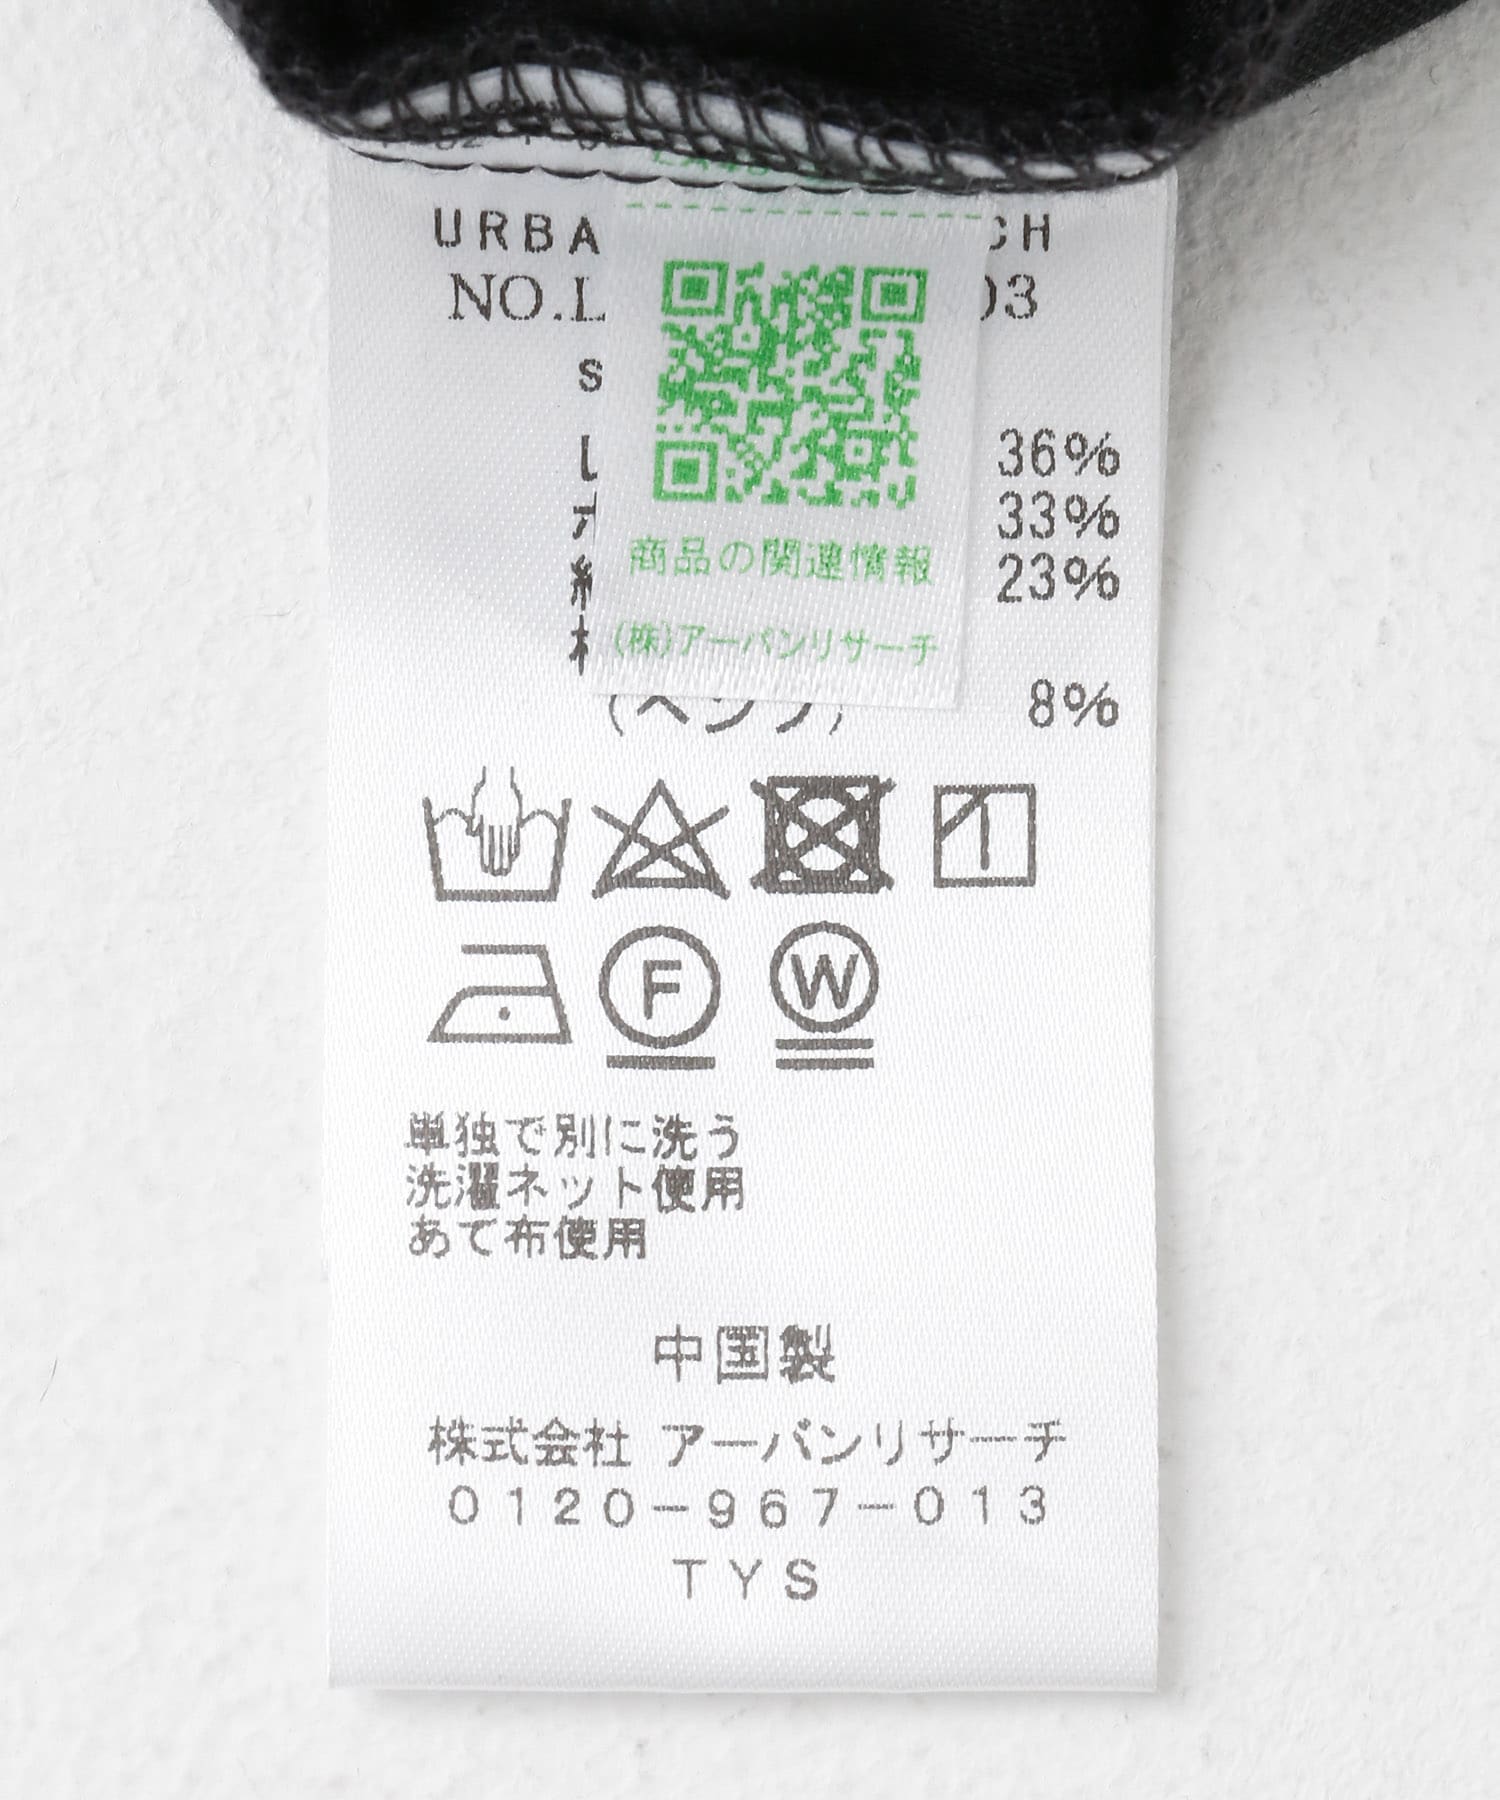 URBA
CH
NO.L
03
S
36%
33%
23%
8%
商品の関連情報
(株)アーバンリサーチ
F
W
単独で別に洗う
洗濯ネット使用
あて布使用
中国製
株式会社 アーバンリサーチ
0120-967-013
TYS